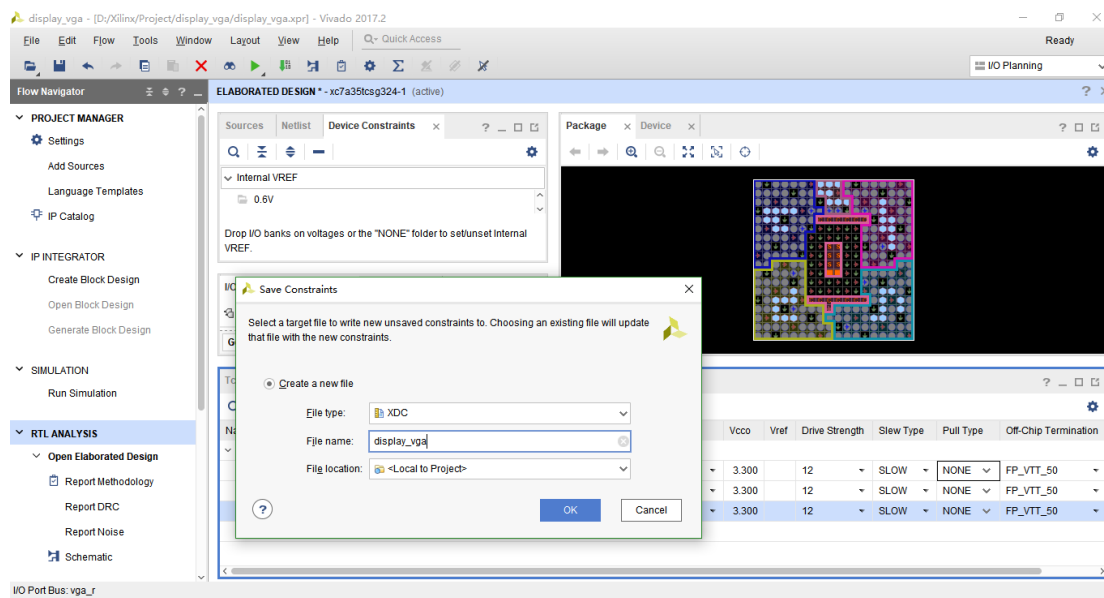 display_vga - [D:/Xilinx/Project/display_vga/display_vga.xpr] - Vivado 2017.2
File Edit Flow Tools Window Layout View Help Q- Quick Access Ready
I/O Planning
Flow Navigator
ELABORATED DESIGN * - xc7a35tcsg324-1 (active)
PROJECT MANAGER
Settings
Add Sources
Language Templates
IP Catalog
IP INTEGRATOR
Create Block Design
Open Block Design
Generate Block Design
SIMULATION
Run Simulation
RTL ANALYSIS
Open Elaborated Design
Report Methodology
Report DRC
Report Noise
Schematic
Sources Netlist Device Constraints
Internal VREF
0.6V
Drop I/O banks on voltages or the "NONE" folder to set/unset Internal
VREF.
Package Device
Save Constraints
Select a target file to write new unsaved constraints to. Choosing an existing file will update
that file with the new constraints.
Create a new file
File type: XDC
File name: display_vga
File location: <Local to Project>
OK Cancel
Vcco Vref Drive Strength Slew Type Pull Type Off-Chip Termination
3.300 12 SLOW NONE FP_VTT_50
3.300 12 SLOW NONE FP_VTT_50
3.300 12 SLOW NONE FP_VTT_50
I/O Port Bus: vga_r